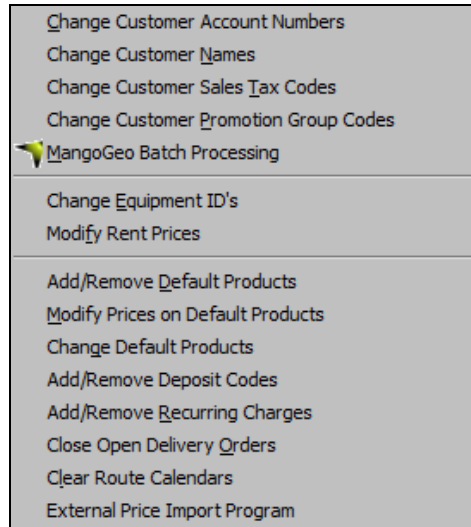 Change Customer Account Numbers
Change Customer Names
Change Customer Sales Tax Codes
Change Customer Promotion Group Codes
MangoGeo Batch Processing
Change Equipment ID's
Modify Rent Prices
Add/Remove Default Products
Modify Prices on Default Products
Change Default Products
Add/Remove Deposit Codes
Add/Remove Recurring Charges
Close Open Delivery Orders
Clear Route Calendars
External Price Import Program